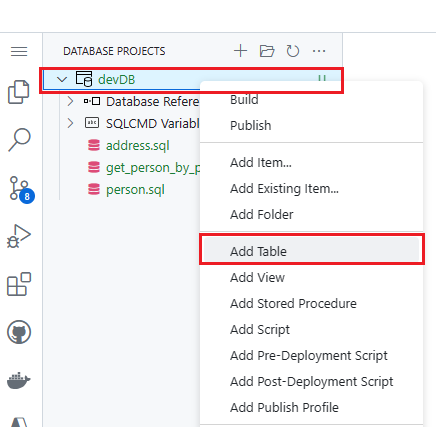 DATABASE PROJECTS
devDB
U
Database Refere
SQLCMD Variabl
address.sql
get_person_by_p
person.sql
8
abc
Build
Publish
Add Item...
Add Existing Item...
Add Folder
Add Table
Add View
Add Stored Procedure
Add Script
Add Pre-Deployment Script
Add Post-Deployment Script
Add Publish Profile